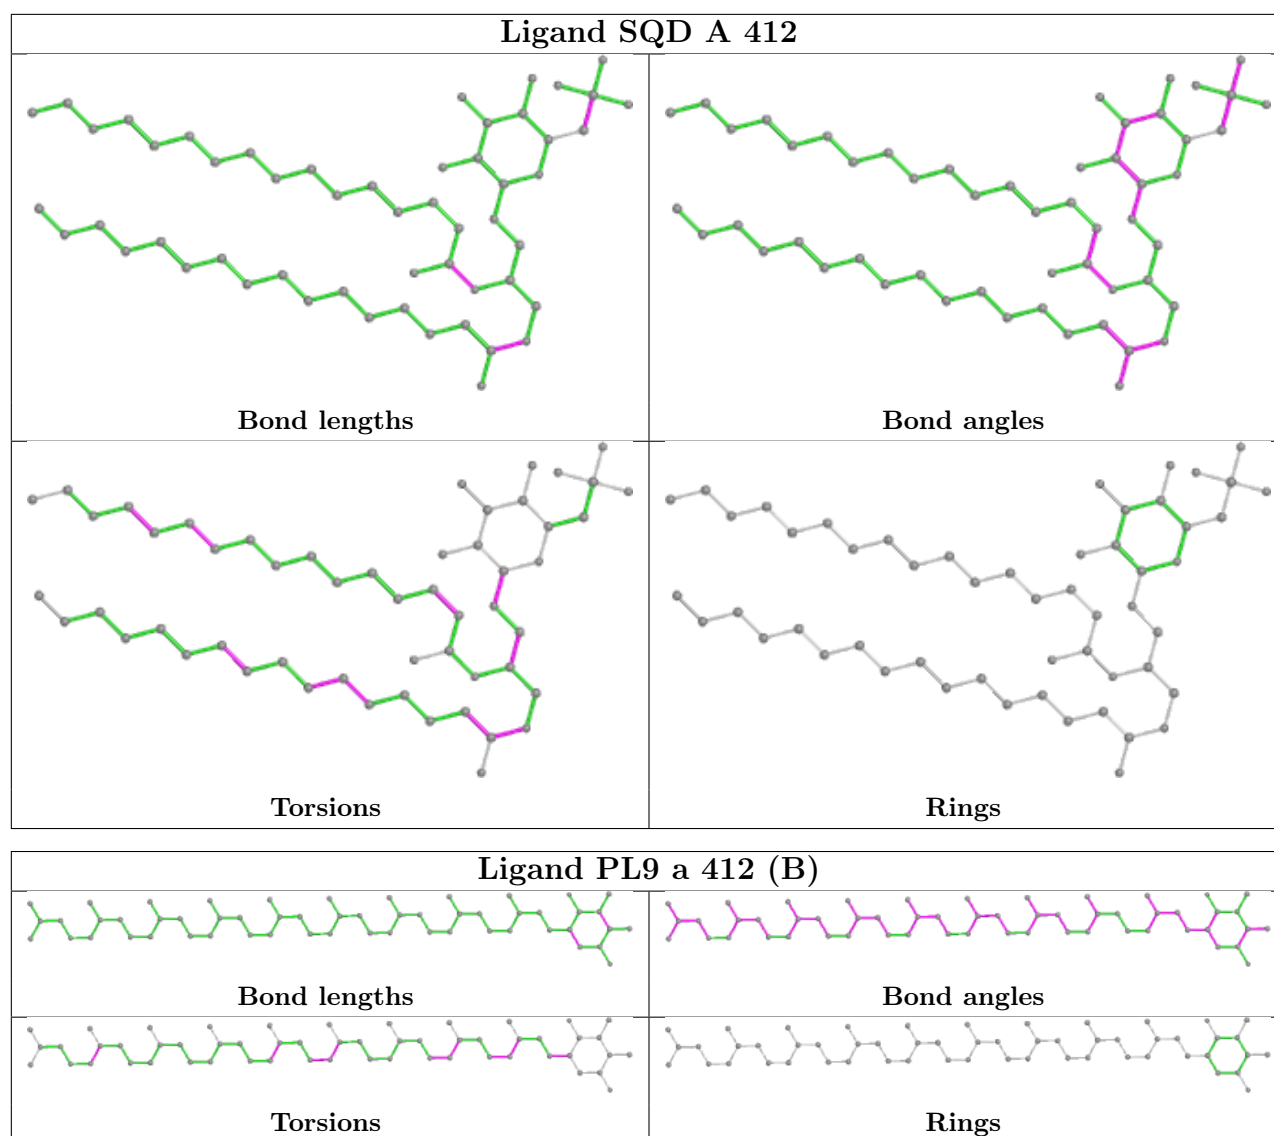 Ligand SQD A 412
Bond lengths
Bond angles
Torsions
Rings
Ligand PL9 a 412 (B)
Bond lengths
Bond angles
Torsions
Rings